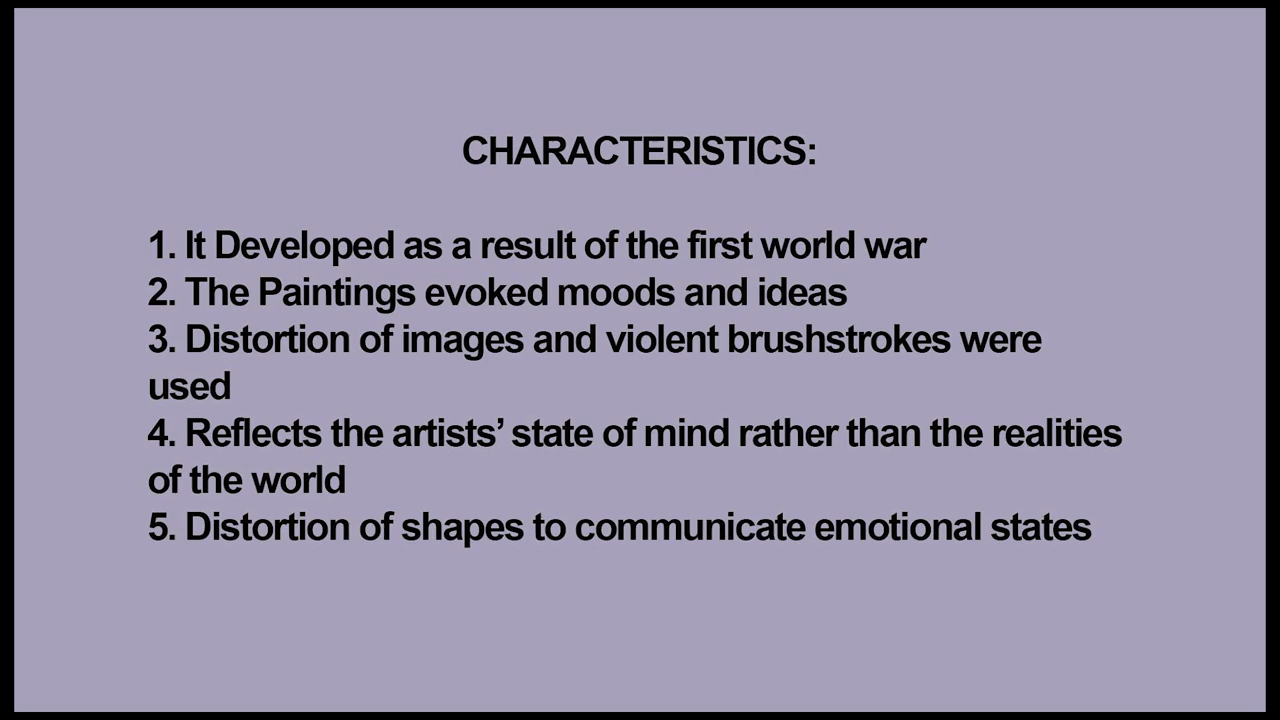 CHARACTERISTICS:
1. It Developed as a result of the first world war
2. The Paintings evoked moods and ideas
3. Distortion of images and violent brushstrokes were
used
4. Reflects the artists’ state of mind rather than the realities
of the world
5. Distortion of shapes to communicate emotional states